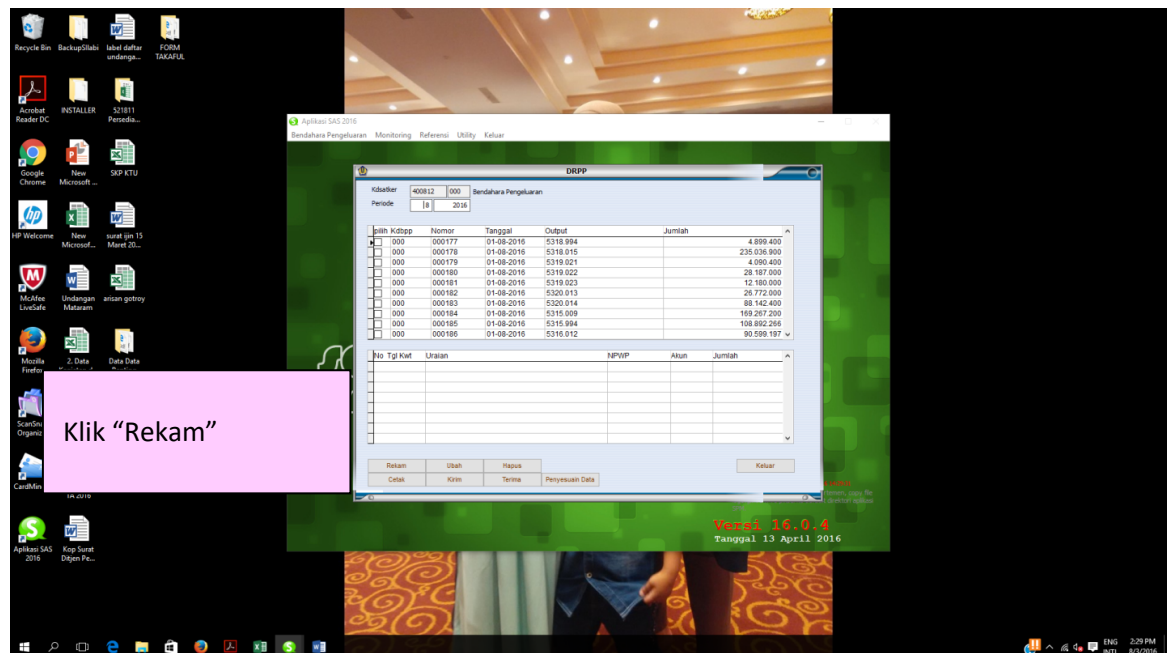 Recycle Bin
BackupSIlabi
label daftar undanga...
FORM TAKAFUL
Acrobat Reader DC
INSTALLER
521811 Persedia...
Google Chrome
New Microsoft ...
SKP KTU
HP Welcome
New Microsof...
surat ijin 15 Maret 20...
McAfee LiveSafe
Undangan Mataram
arisan gotroy
Mozilla Firefox
2. Data
Data Data
ScanSna
Organiz
CardMin
TA 2016
Aplikasi SAS 2016
Kop Surat Ditjen Pe...
Klik “Rekam”
Aplikasi SAS 2016
Bendahara Pengeluaran Monitoring Referensi Utility Keluar
DRPP
Kdsatker 400812 000 Bendahara Pengeluaran
Periode 8 2016
pilih Kdbpp Nomor Tanggal Output Jumlah
000 000177 01-08-2016 5318.994 4.899.400
000 000178 01-08-2016 5318.015 235.036.900
000 000179 01-08-2016 5319.021 4.090.400
000 000180 01-08-2016 5319.022 28.187.000
000 000181 01-08-2016 5319.023 12.180.000
000 000182 01-08-2016 5320.013 26.772.000
000 000183 01-08-2016 5320.014 88.142.400
000 000184 01-08-2016 5315.009 169.267.200
000 000185 01-08-2016 5315.994 108.892.266
000 000186 01-08-2016 5316.012 90.599.197
No Tgl Kwt Uraian NPWP Akun Jumlah
Rekam Ubah Hapus Keluar
Cetak Kirim Terima Penyesuain Data
Versi 16.0.4
Tanggal 13 April 2016
ENG 2:29 PM
INTL 8/3/2016